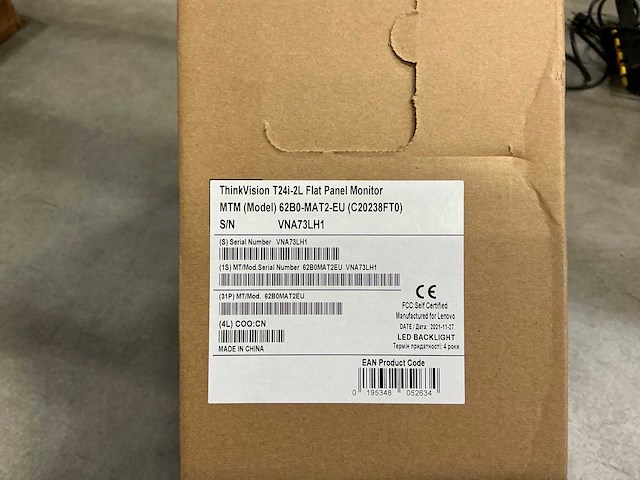 ThinkVision T24i-2L Flat Panel Monitor
MTM (Model) 62B0-MAT2-EU (C20238FT0)
S/N VNA73LH1
(S) Serial Number VNA73LH1
(1S) MT/Mod.Serial Number 62B0MAT2EU VNA73LH1
(31P) MT/Mod. 62B0MAT2EU
(4L) COO:CN
MADE IN CHINA
CE
FCC:Self Certified
Manufactured for Lenovo
DATE / Дата: 2021-11-27
LED BACKLIGHT
Термін придатності: 4 роки
EAN Product Code
0 195348 052634